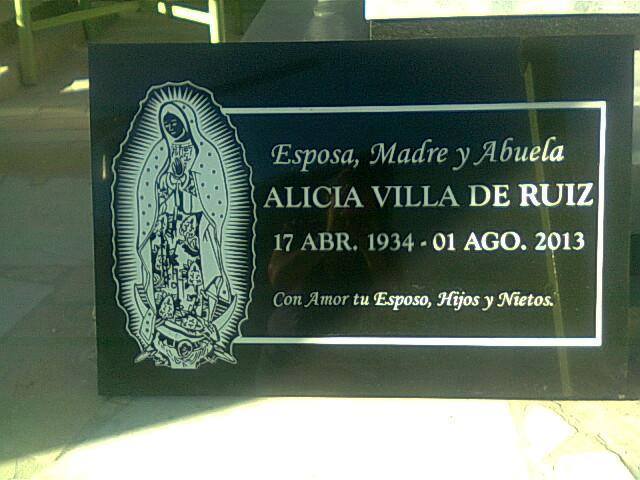 Esposa, Madre y Abuela
ALICIA VILLA DE RUIZ
17 ABR. 1934 - 01 AGO. 2013
Con Amor tu Esposo, Hijos y Nietos.